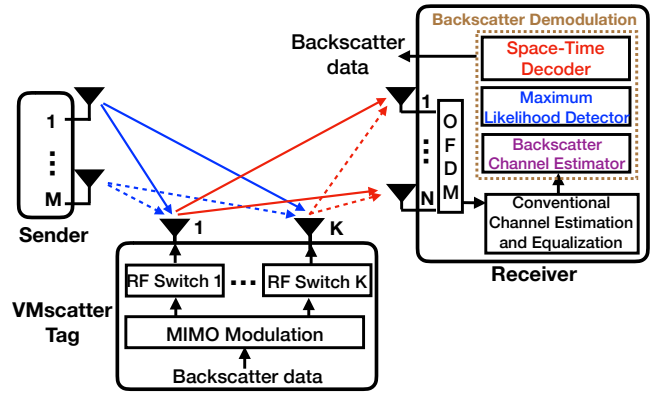 Backscatter Demodulation
Backscatter
data
Space-Time
Decoder
Maximum
Likelihood Detector
Backscatter
Channel Estimator
1
...
M
Sender
1
...
N
OFDM
Conventional
Channel Estimation
and Equalization
Receiver
1
K
RF Switch 1
...
RF Switch K
VMscatter
Tag
MIMO Modulation
Backscatter data